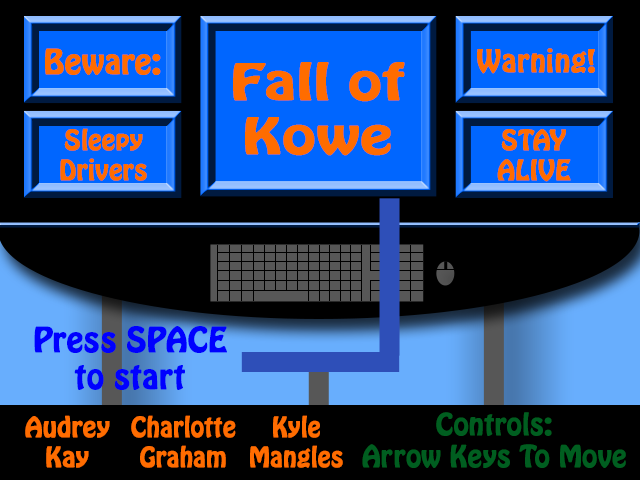 Beware:
Sleepy
Drivers
Fall of
Kowe
Warning!
STAY
ALIVE
Press SPACE
to start
Audrey
Kay
Charlotte
Graham
Kyle
Mangles
Controls:
Arrow Keys To Move